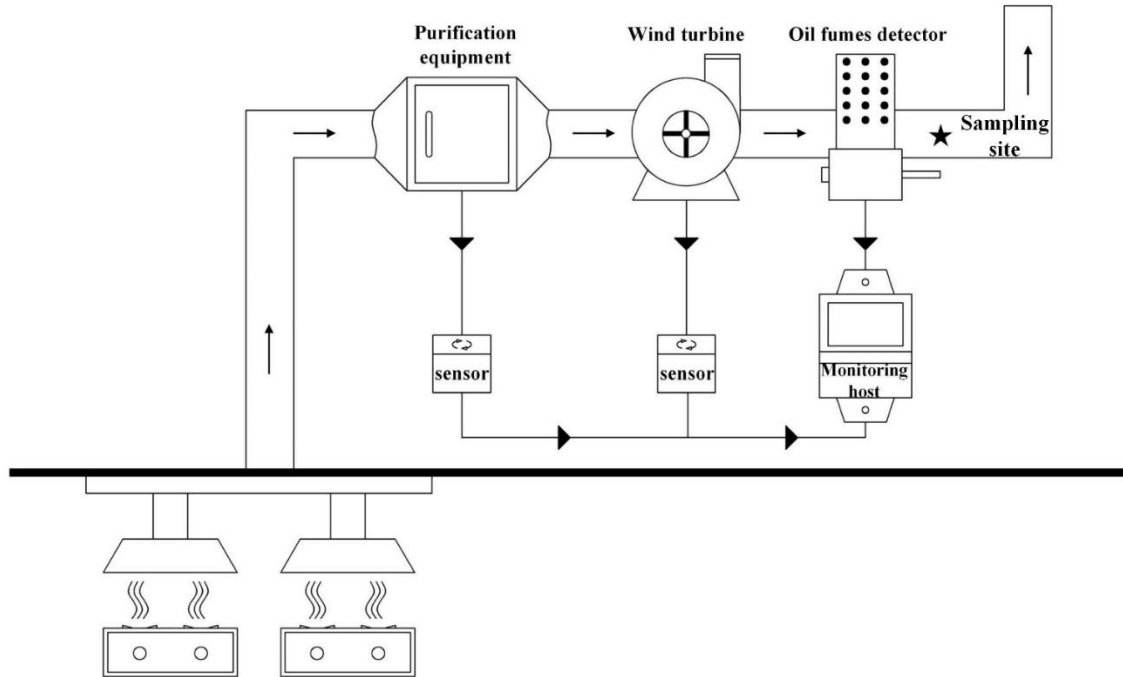 Purification
equipment
Wind turbine
Oil fumes detector
Sampling
site
sensor
sensor
Monitoring
host